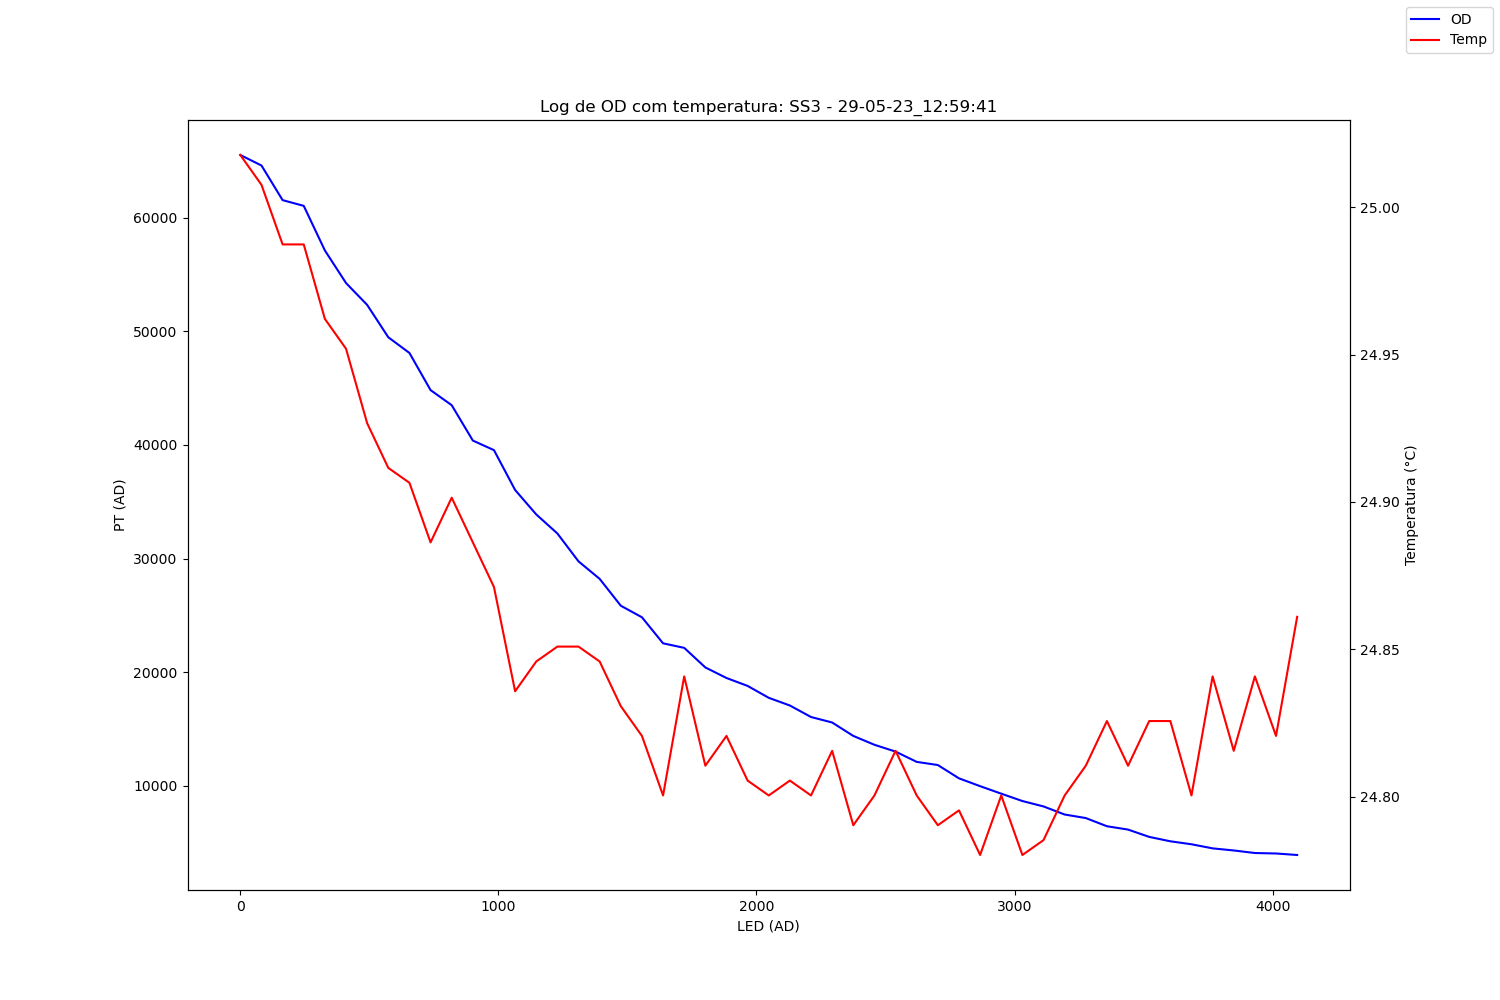 OD
Temp
Log de OD com temperatura: SS3 - 29-05-23_12:59:41
60000
50000
40000
30000
20000
10000
PT (AD)
25.00
24.95
24.90
24.85
24.80
Temperatura (°C)
0
1000
2000
3000
4000
LED (AD)